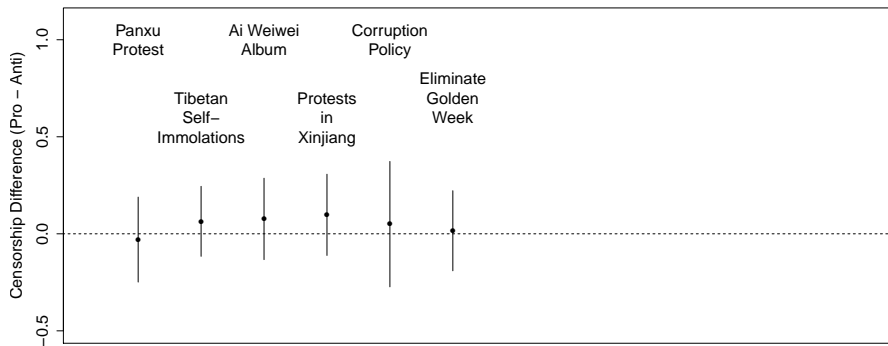 Panxu
Protest
Ai Weiwei
Album
Corruption
Policy
Tibetan
Self−
Immolations
Protests
in
Xinjiang
Eliminate
Golden
Week
Censorship Difference (Pro − Anti)
1.0
0.5
0.0
−0.5